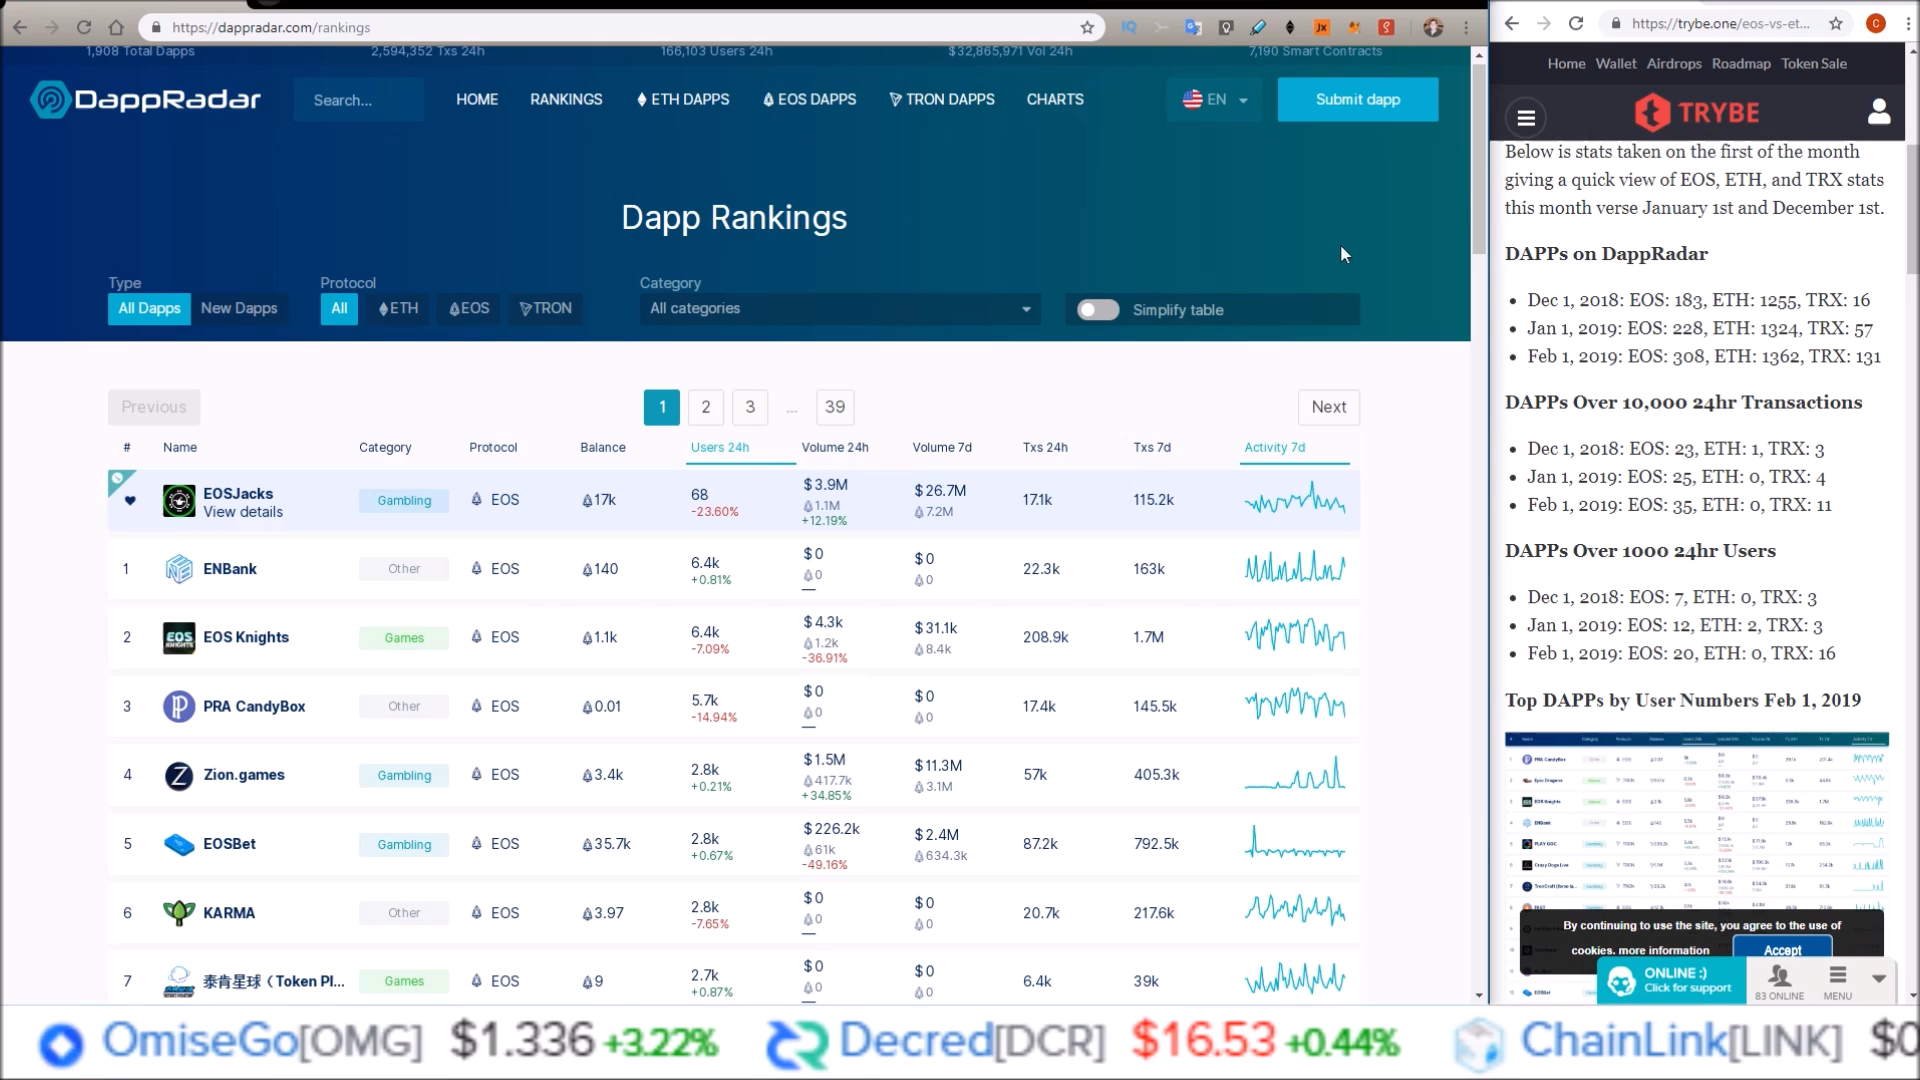 https://dappradar.com/rankings
1,908 Total Dapps 2,594,352 Txs 24h 166,103 Users 24h $32,865,971 Vol 24h 7,190 Smart Contracts
DappRadar Search... HOME RANKINGS ETH DAPPS EOS DAPPS TRON DAPPS CHARTS EN Submit dapp
Dapp Rankings
Type Protocol Category
All Dapps New Dapps All ETH EOS TRON All categories Simplify table
Previous 1 2 3 ... 39 Next
# Name Category Protocol Balance Users 24h Volume 24h Volume 7d Txs 24h Txs 7d Activity 7d
EOSJacks View details Gambling EOS 17k 68 -23.60% $3.9M 1.1M +12.19% $26.7M 7.2M 17.1k 115.2k
1 ENBank Other EOS 140 6.4k +0.81% $0 0 — $0 0 22.3k 163k
2 EOS Knights Games EOS 1.1k 6.4k -7.09% $4.3k 1.2k -36.91% $31.1k 8.4k 208.9k 1.7M
3 PRA CandyBox Other EOS 0.01 5.7k -14.94% $0 0 — $0 0 17.4k 145.5k
4 Zion.games Gambling EOS 3.4k 2.8k +0.21% $1.5M 417.7k +34.85% $11.3M 3.1M 57k 405.3k
5 EOSBet Gambling EOS 35.7k 2.8k +0.67% $226.2k 61k -49.16% $2.4M 634.3k 87.2k 792.5k
6 KARMA Other EOS 3.97 2.8k -7.65% $0 0 — $0 0 20.7k 217.6k
7 泰肯星球（Token Pl... Games EOS 9 2.7k +0.87% $0 0 — $0 0 6.4k 39k
https://trybe.one/eos-vs-et... C
Home Wallet Airdrops Roadmap Token Sale
TRYBE
Below is stats taken on the first of the month
giving a quick view of EOS, ETH, and TRX stats
this month verse January 1st and December 1st.
DAPPs on DappRadar
• Dec 1, 2018: EOS: 183, ETH: 1255, TRX: 16
• Jan 1, 2019: EOS: 228, ETH: 1324, TRX: 57
• Feb 1, 2019: EOS: 308, ETH: 1362, TRX: 131
DAPPs Over 10,000 24hr Transactions
• Dec 1, 2018: EOS: 23, ETH: 1, TRX: 3
• Jan 1, 2019: EOS: 25, ETH: 0, TRX: 4
• Feb 1, 2019: EOS: 35, ETH: 0, TRX: 11
DAPPs Over 1000 24hr Users
• Dec 1, 2018: EOS: 7, ETH: 0, TRX: 3
• Jan 1, 2019: EOS: 12, ETH: 2, TRX: 3
• Feb 1, 2019: EOS: 20, ETH: 0, TRX: 16
Top DAPPs by User Numbers Feb 1, 2019
PRA CandyBox
Epic Dragons
EOS Knights
ENBank
PLAY GOC
Crazy Dogs Live
By continuing to use the site, you agree to the use of
cookies. more information Accept
ONLINE :)
Click for support
83 ONLINE MENU
EOSBet
OmiseGo[OMG] $1.336 +3.22% Decred[DCR] $16.53 +0.44% ChainLink[LINK] $0